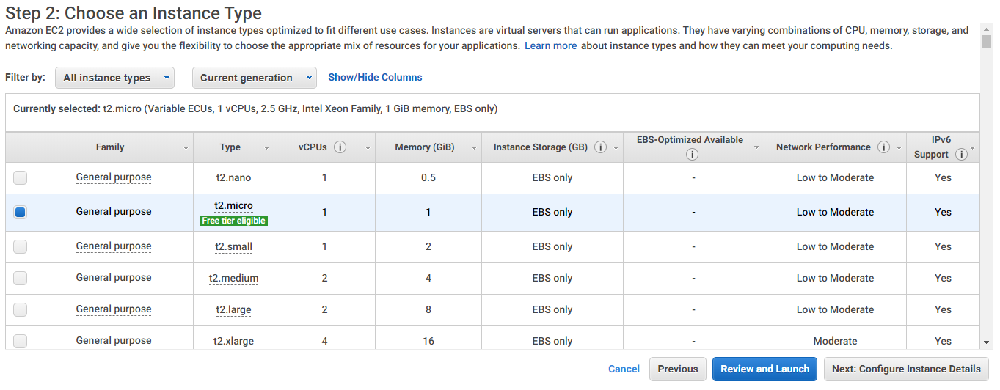 Step 2: Choose an Instance Type
Amazon EC2 provides a wide selection of instance types optimized to fit different use cases. Instances are virtual servers that can run applications. They have varying combinations of CPU, memory, storage, and
networking capacity, and give you the flexibility to choose the appropriate mix of resources for your applications. Learn more about instance types and how they can meet your computing needs.
Filter by: All instance types Current generation Show/Hide Columns
Currently selected: t2.micro (Variable ECUs, 1 vCPUs, 2.5 GHz, Intel Xeon Family, 1 GiB memory, EBS only)
Family Type vCPUs i Memory (GiB) Instance Storage (GB) i EBS-Optimized Available i Network Performance i IPv6 Support i
General purpose t2.nano 1 0.5 EBS only - Low to Moderate Yes
General purpose t2.micro Free tier eligible 1 1 EBS only - Low to Moderate Yes
General purpose t2.small 1 2 EBS only - Low to Moderate Yes
General purpose t2.medium 2 4 EBS only - Low to Moderate Yes
General purpose t2.large 2 8 EBS only - Low to Moderate Yes
General purpose t2.xlarge 4 16 EBS only - Moderate Yes
Cancel Previous Review and Launch Next: Configure Instance Details